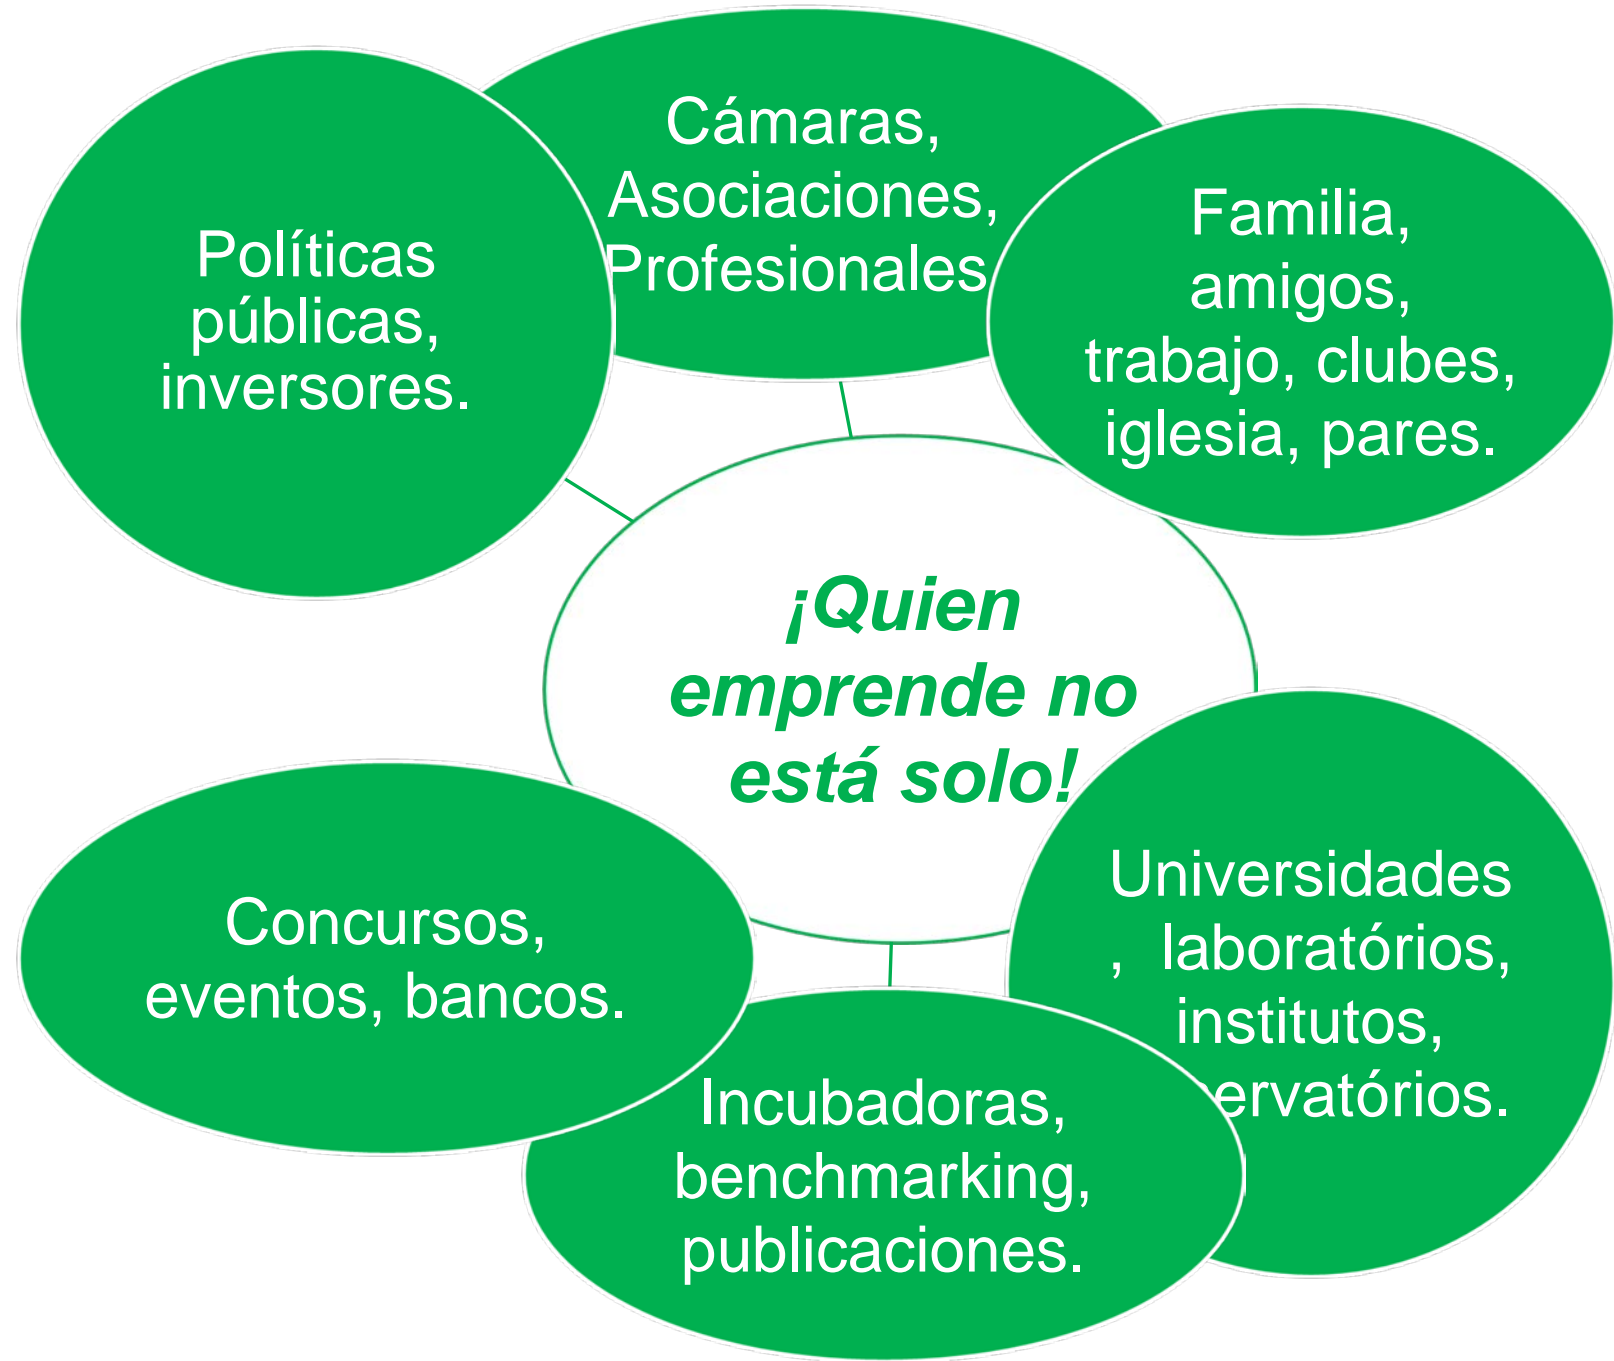 Cámaras,
Asociaciones,
Profesionales
Políticas
públicas,
inversores.
Familia,
amigos,
trabajo, clubes,
iglesia, pares.
¡Quien
emprende no
está solo!
Universidades
, laboratórios,
institutos,
ervatórios.
Concursos,
eventos, bancos.
Incubadoras,
benchmarking,
publicaciones.